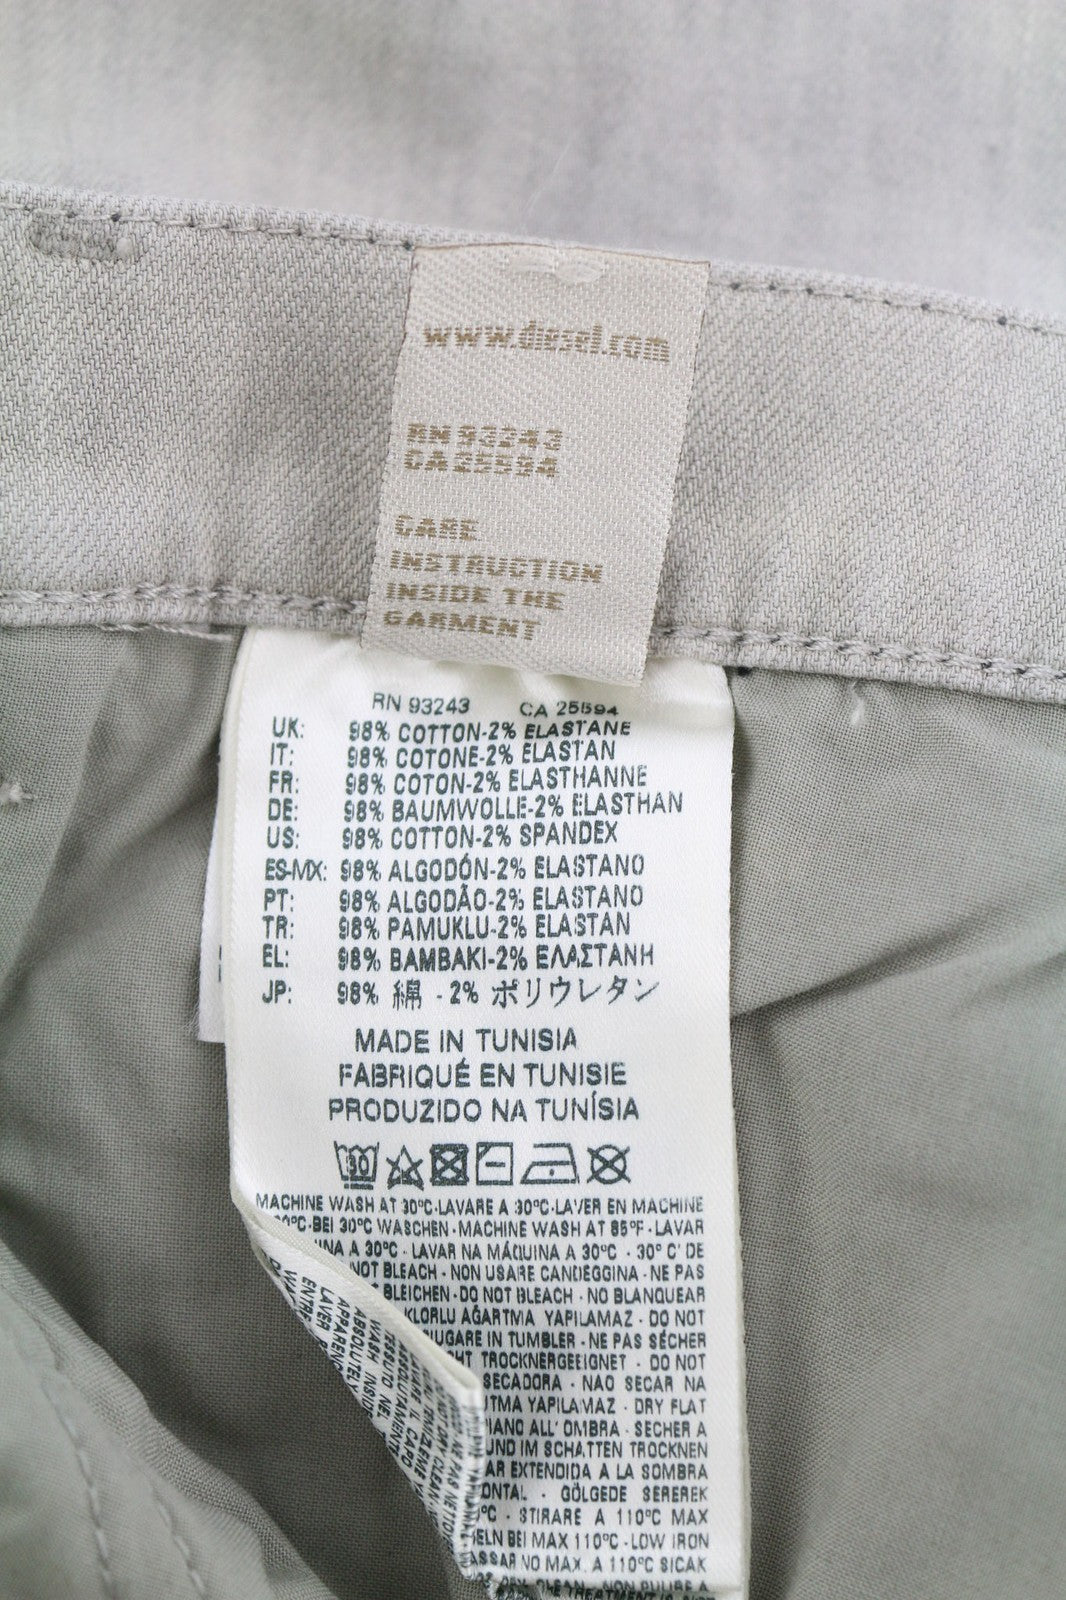 www.diesel.com
RN 93243
CA 25594
CARE
INSTRUCTION
INSIDE THE
GARMENT
RN 93243 CA 25594
UK: 98% COTTON-2% ELASTANE
IT: 98% COTONE-2% ELASTAN
FR: 98% COTON-2% ELASTHANNE
DE: 98% BAUMWOLLE-2% ELASTHAN
US: 98% COTTON-2% SPANDEX
ES-MX: 98% ALGODÓN-2% ELASTANO
PT: 98% ALGODÃO-2% ELASTANO
TR: 98% PAMUKLU-2% ELASTAN
EL: 98% BAMBAKI-2% ΕΛΑΣΤΑΝΗ
JP: 98% 綿 - 2% ポリウレタン
MADE IN TUNISIA
FABRIQUÉ EN TUNISIE
PRODUZIDO NA TUNÍSIA
30
MACHINE WASH AT 30°C-LAVARE A 30°C-LAVER EN MACHINE
30°C-BEI 30°C WASCHEN-MACHINE WASH AT 85°F-LAVAR
A 30°C - LAVAR NA MÁQUINA A 30°C - 30° C' DE
NOT BLEACH - NON USARE CANDEGGINA - NE PAS
BLEICHEN - DO NOT BLEACH - NO BLANQUEAR
KLORLU AĞARTMA YAPILAMAZ - DO NOT
IN TUMBLER - NE PAS SÉCHER
TROCKNERGEEIGNET - DO NOT
SECADORA - NAO SECAR NA
YAPILAMAZ - DRY FLAT
ALL' OMBRA - SECHER A
UND IM SCHATTEN TROCKNEN
EXTENDIDA A LA SOMBRA
- GÖLGEDE SEREREK
- STIRARE A 110°C MAX
BEI MAX 110°C -LOW IRON
NO MAX. A 110°C SICAK